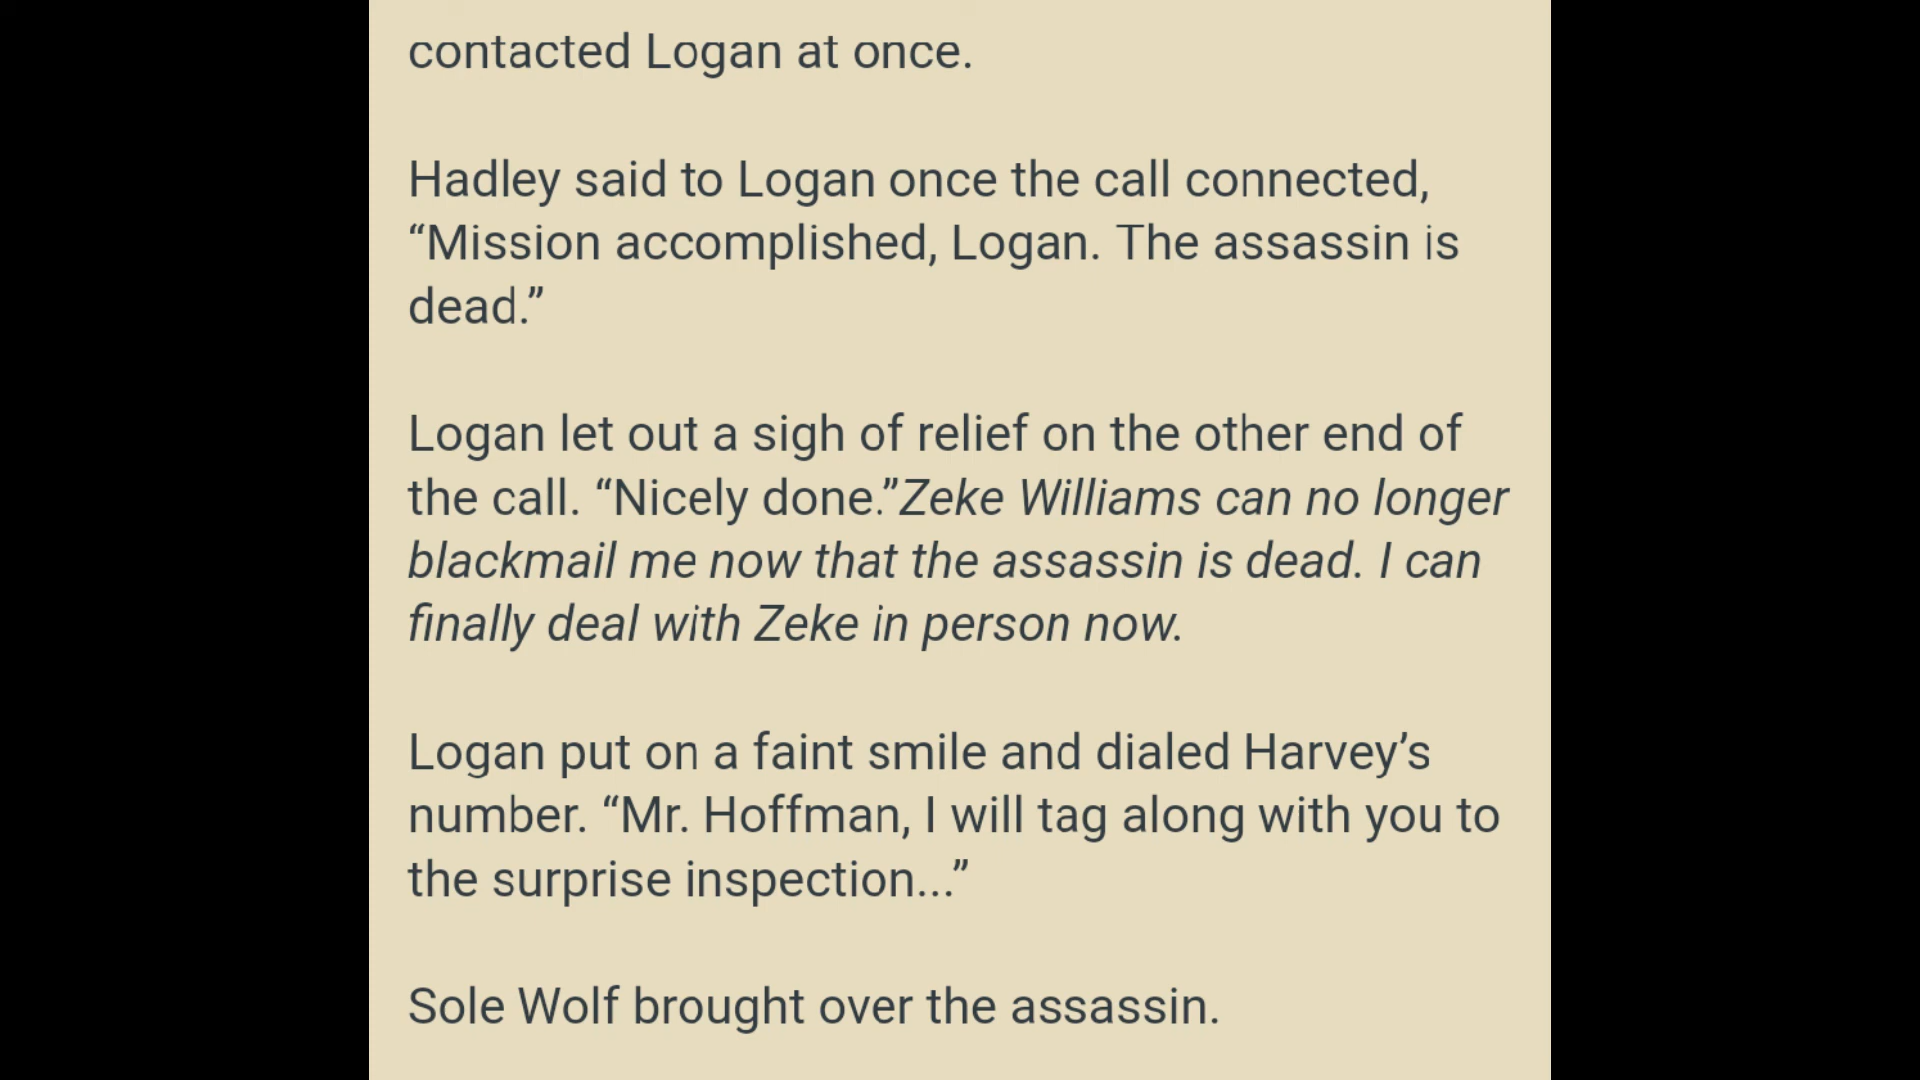 contacted Logan at once.
Hadley said to Logan once the call connected,
“Mission accomplished, Logan. The assassin is
dead.”
Logan let out a sigh of relief on the other end of
the call. “Nicely done.”Zeke Williams can no longer
blackmail me now that the assassin is dead. I can
finally deal with Zeke in person now.
Logan put on a faint smile and dialed Harvey’s
number. “Mr. Hoffman, I will tag along with you to
the surprise inspection...”
Sole Wolf brought over the assassin.